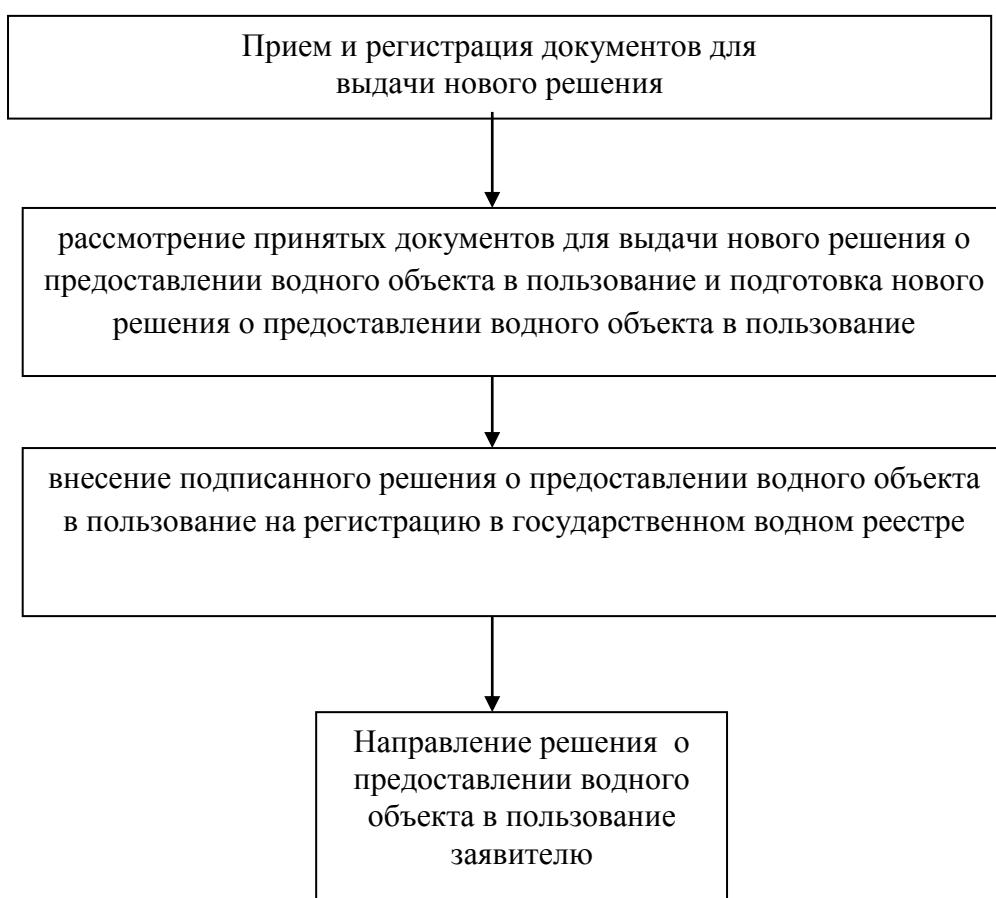 Прием и регистрация документов для
выдачи нового решения
рассмотрение принятых документов для выдачи нового решения о
предоставлении водного объекта в пользование и подготовка нового
решения о предоставлении водного объекта в пользование
внесение подписанного решения о предоставлении водного объекта
в пользование на регистрацию в государственном водном реестре
Направление решения  о
предоставлении водного
объекта в пользование
заявителю